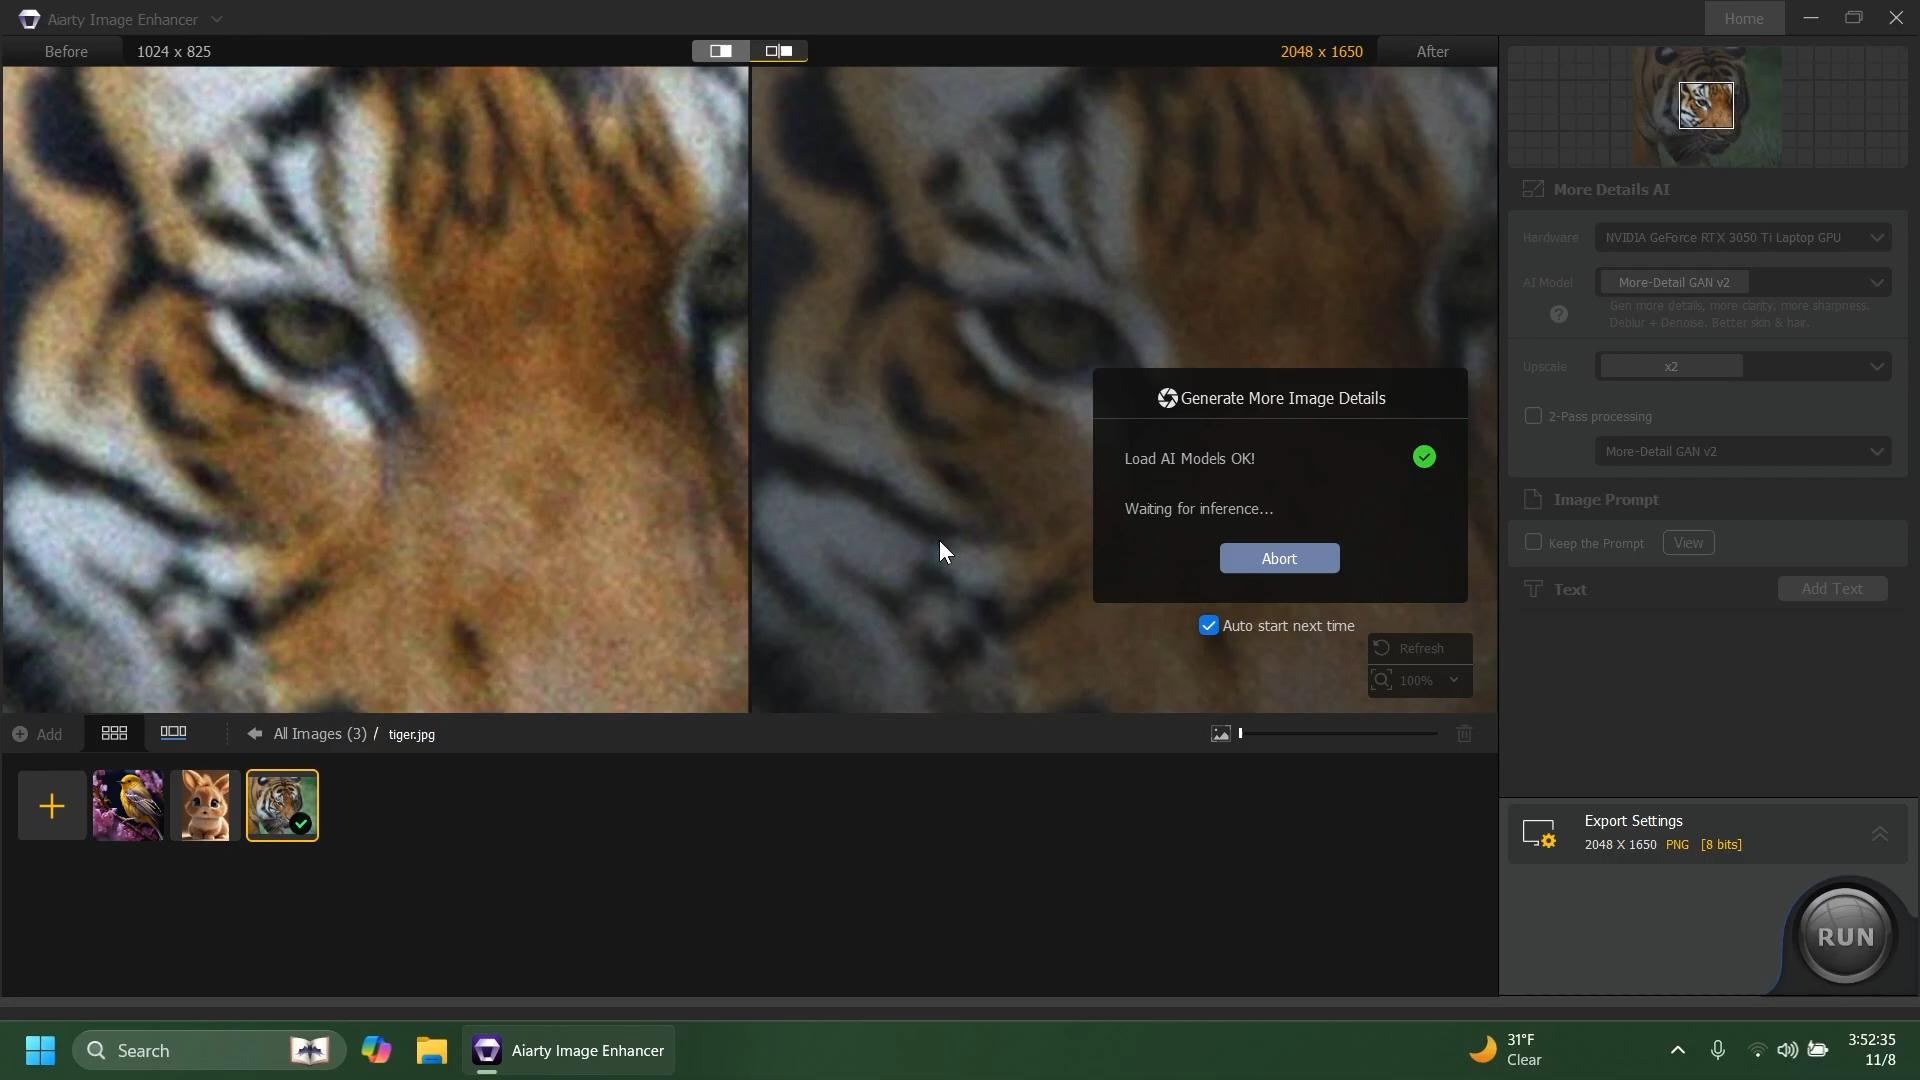 Aiarty Image Enhancer
Home
Before
1024 x 825
2048 x 1650
After
More Details AI
Hardware
NVIDIA GeForce RTX 3050 Ti Laptop GPU
AI Model
More-Detail GAN v2
Gen more details, more clarity, more sharpness.
Deblur + Denoise. Better skin & hair.
?
Upscale
x2
2-Pass processing
More-Detail GAN v2
Image Prompt
Keep the Prompt
View
Text
Add Text
Generate More Image Details
Load AI Models OK!
Waiting for inference...
Abort
Auto start next time
Refresh
100%
Add
All Images (3) / tiger.jpg
Export Settings
2048 X 1650 PNG [8 bits]
RUN
Search
Aiarty Image Enhancer
31°F
Clear
3:52:35
11/8